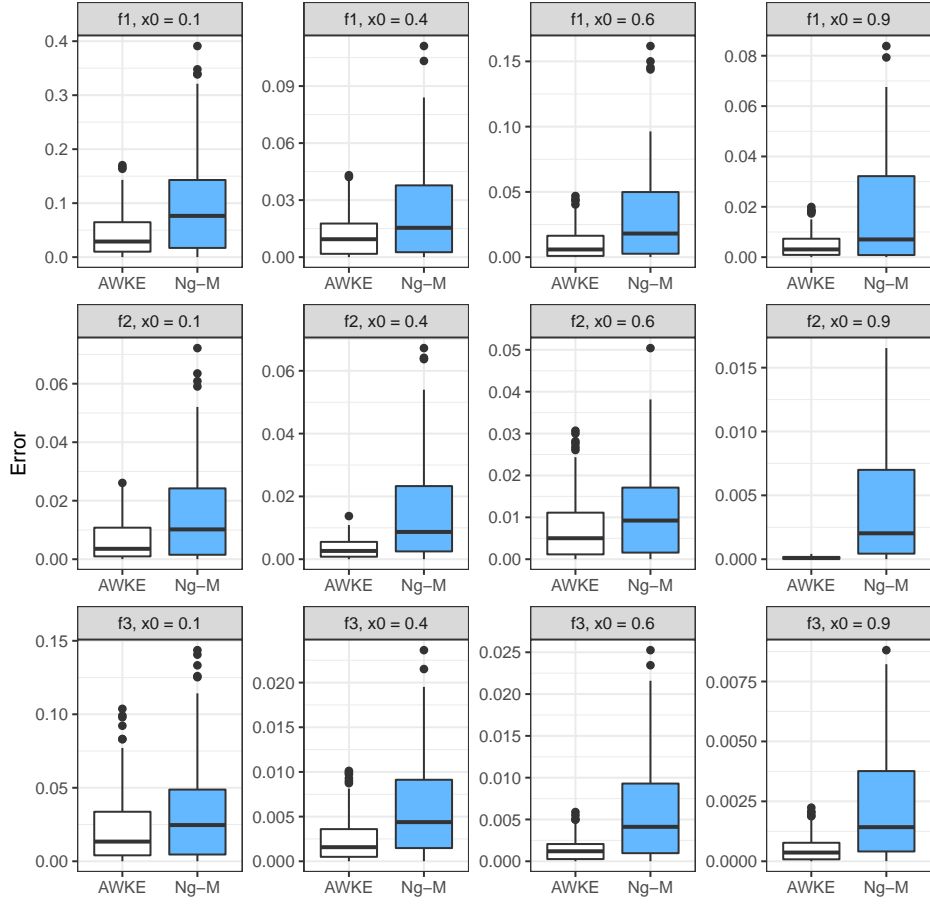 f1, x0 = 0.1
f1, x0 = 0.4
f1, x0 = 0.6
f1, x0 = 0.9
0.4
0.3
0.2
0.1
0.0
0.09
0.06
0.03
0.00
0.15
0.10
0.05
0.00
0.08
0.06
0.04
0.02
0.00
AWKE Ng−M
AWKE Ng−M
AWKE Ng−M
AWKE Ng−M
Error
f2, x0 = 0.1
f2, x0 = 0.4
f2, x0 = 0.6
f2, x0 = 0.9
0.06
0.04
0.02
0.00
0.06
0.04
0.02
0.00
0.05
0.04
0.03
0.02
0.01
0.00
0.015
0.010
0.005
0.000
AWKE Ng−M
AWKE Ng−M
AWKE Ng−M
AWKE Ng−M
f3, x0 = 0.1
f3, x0 = 0.4
f3, x0 = 0.6
f3, x0 = 0.9
0.15
0.10
0.05
0.00
0.020
0.015
0.010
0.005
0.000
0.025
0.020
0.015
0.010
0.005
0.000
0.0075
0.0050
0.0025
0.0000
AWKE Ng−M
AWKE Ng−M
AWKE Ng−M
AWKE Ng−M